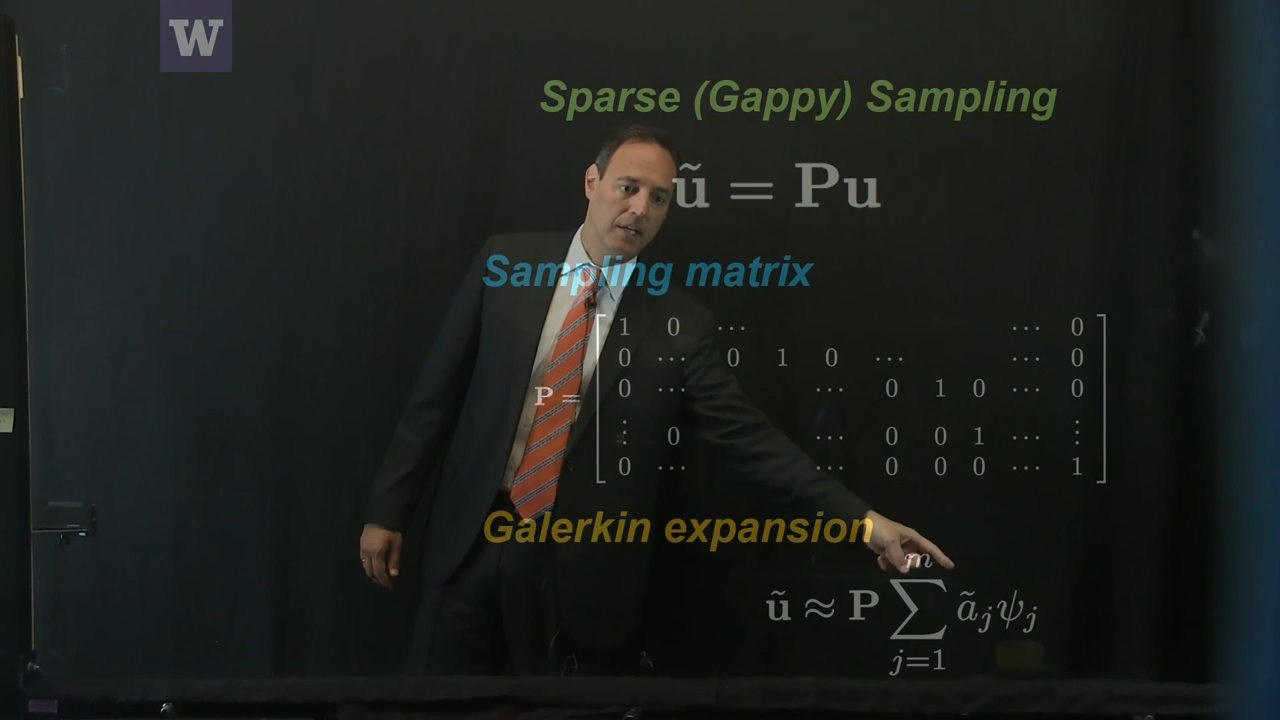 W
Sparse (Gappy) Sampling
ũ = Pu
Sampling matrix
P =
1 0 ⋯ ⋯ 0
0 ⋯ 0 1 0 ⋯ ⋯ 0
0 ⋯ ⋯ 0 1 0 ⋯ 0
⋮ 0 ⋯ 0 0 1 ⋯ ⋮
0 ⋯ ⋯ 0 0 0 ⋯ 1
Galerkin expansion
ũ ≈ P ∑_{j=1}^{m} ã_j ψ_j